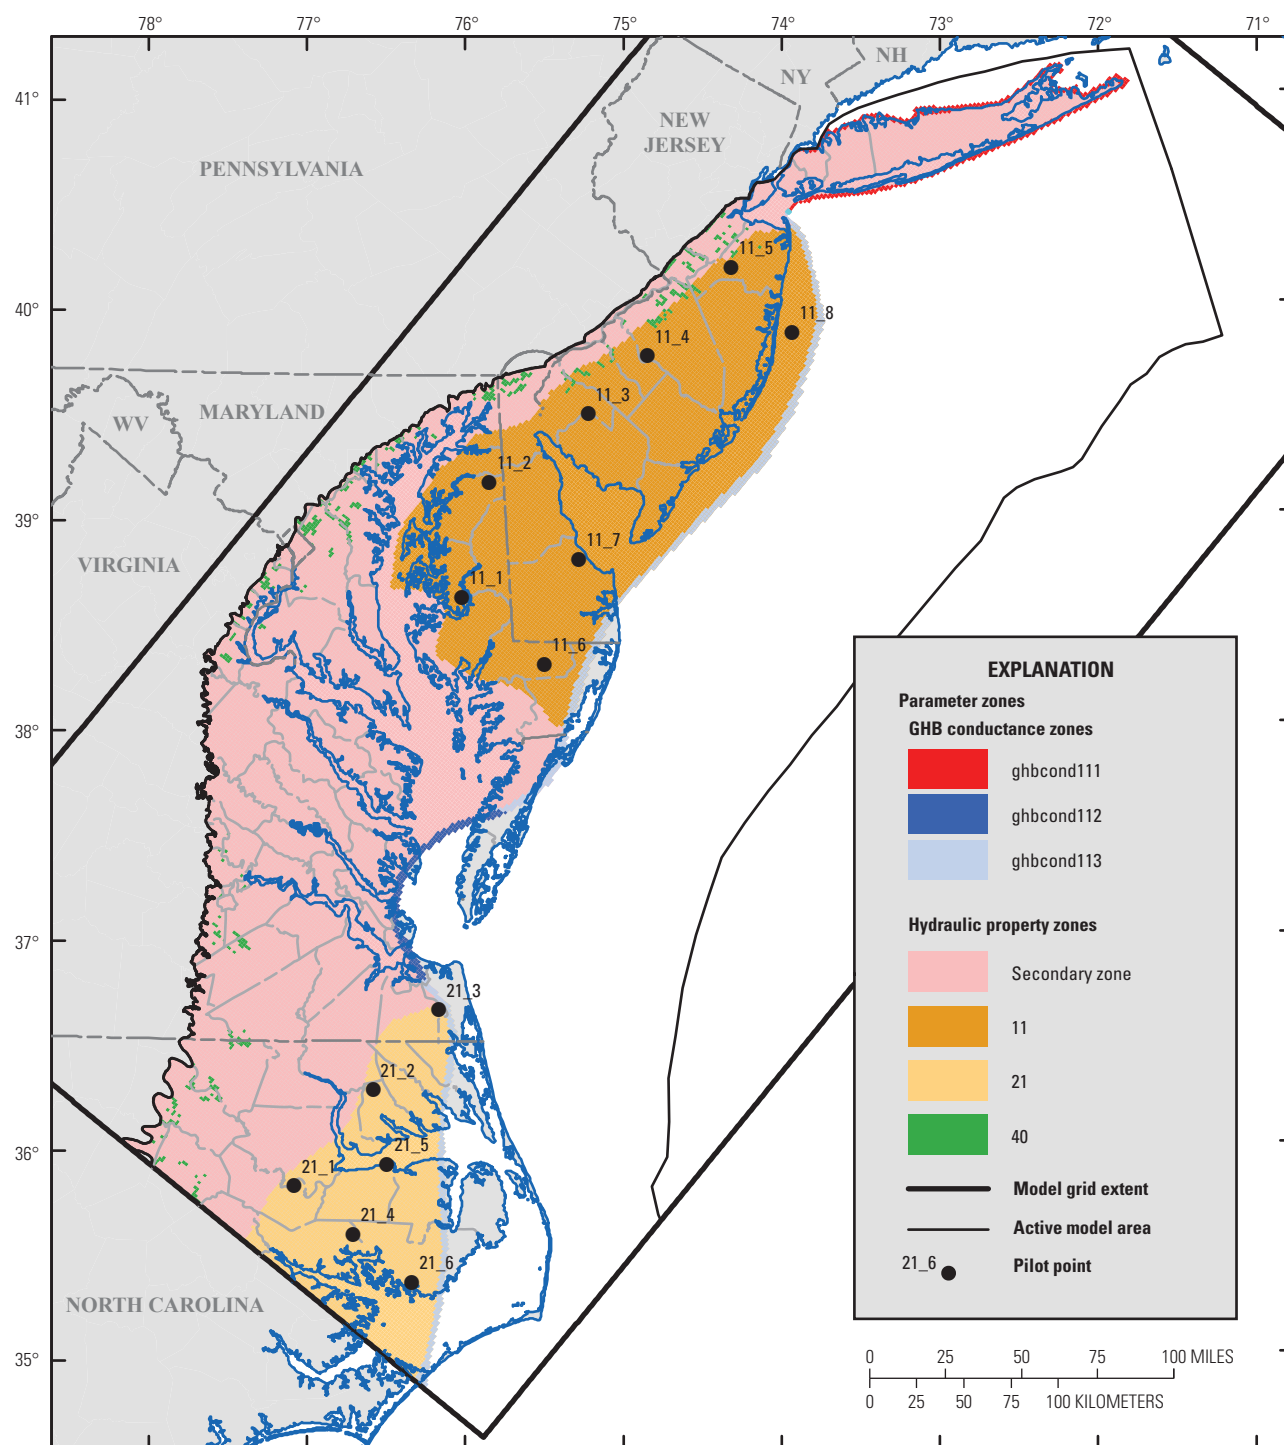 78°
77°
76°
75°
74°
73°
72°
71°
41°
40°
39°
38°
37°
36°
35°
NH
NY
NEW
JERSEY
PENNSYLVANIA
MARYLAND
WV
VIRGINIA
NORTH CAROLINA
11_5
11_8
11_4
11_3
11_2
11_7
11_1
11_6
21_3
21_2
21_5
21_1
21_4
21_6
EXPLANATION
Parameter zones
GHB conductance zones
ghbcond111
ghbcond112
ghbcond113
Hydraulic property zones
Secondary zone
11
21
40
Model grid extent
Active model area
21_6 Pilot point
0 25 50 75 100 MILES
0 25 50 75 100 KILOMETERS